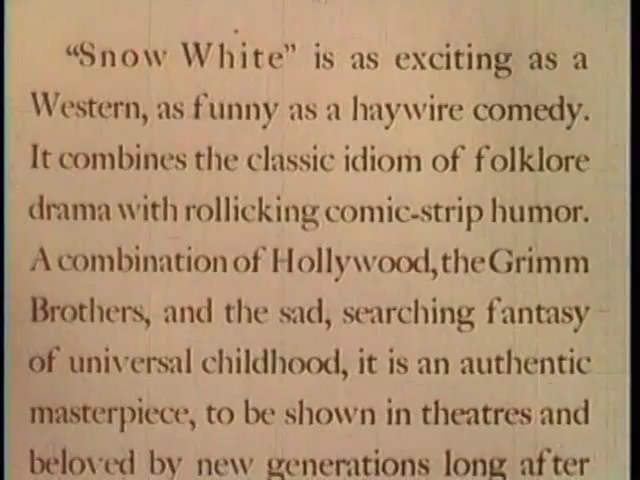 “Snow White” is as exciting as a
Western, as funny as a haywire comedy.
It combines the classic idiom of folklore
drama with rollicking comic-strip humor.
A combination of Hollywood, the Grimm
Brothers, and the sad, searching fantasy
of universal childhood, it is an authentic
masterpiece, to be shown in theatres and
beloved by new generations long after